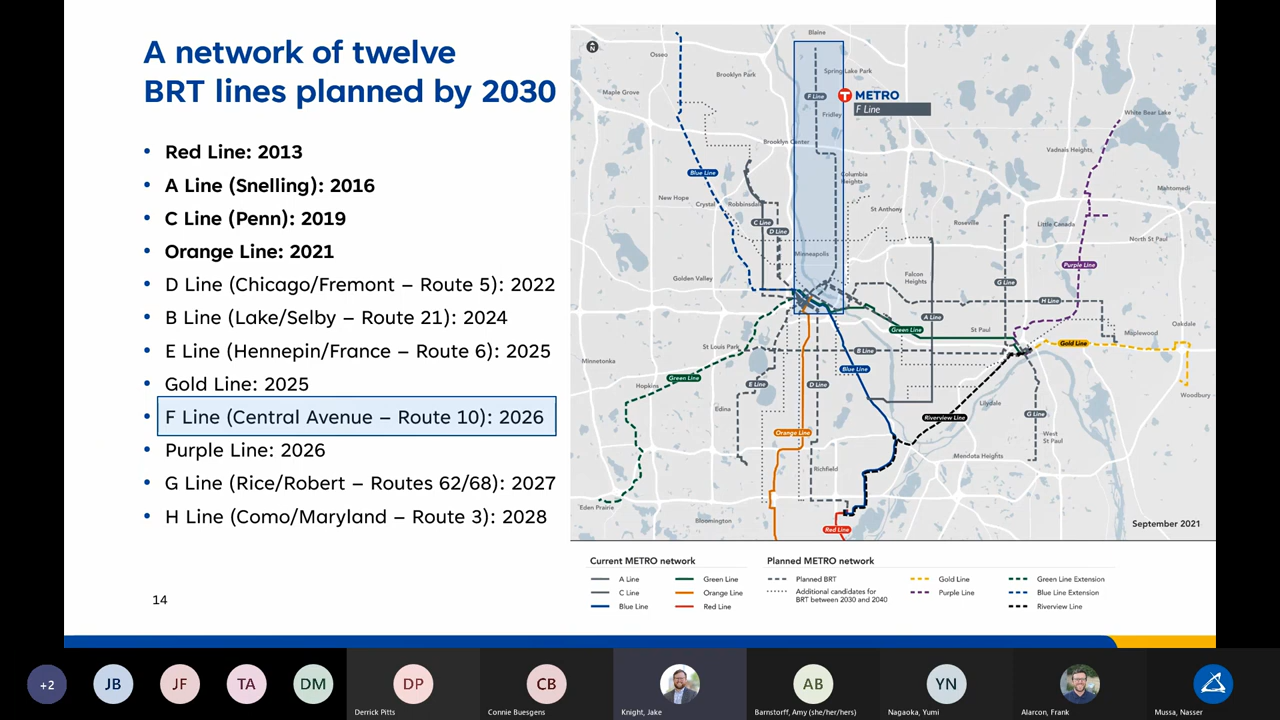 A network of twelve
BRT lines planned by 2030
• Red Line: 2013
• A Line (Snelling): 2016
• C Line (Penn): 2019
• Orange Line: 2021
• D Line (Chicago/Fremont – Route 5): 2022
• B Line (Lake/Selby – Route 21): 2024
• E Line (Hennepin/France – Route 6): 2025
• Gold Line: 2025
• F Line (Central Avenue – Route 10): 2026
• Purple Line: 2026
• G Line (Rice/Robert – Routes 62/68): 2027
• H Line (Como/Maryland – Route 3): 2028
14
Blaine
Osseo
Brooklyn Park
Spring Lake Park
Maple Grove
F Line
T METRO
F Line
Fridley
White Bear Lake
Brooklyn Center
Vadnais Heights
Blue Line
Columbia
Heights
Mahtomedi
New Hope
Crystal
Robbinsdale
St Anthony
C Line
D Line
Roseville
Little Canada
North St Paul
Minneapolis
Purple Line
Golden Valley
Falcon
Heights
G Line
H Line
A Line
Green Line
St Paul
Oakdale
Maplewood
St Louis Park
B Line
Gold Line
Minnetonka
Blue Line
Green Line
Hopkins
E Line
D Line
Woodbury
Edina
Lilydale
Riverview Line
G Line
Orange Line
West
St Paul
Mendota Heights
Richfield
Eden Prairie
Bloomington
Red Line
September 2021
Current METRO network
A Line
C Line
Blue Line
Green Line
Orange Line
Red Line
Planned METRO network
Planned BRT
Additional candidates for
BRT between 2030 and 2040
Gold Line
Purple Line
Green Line Extension
Blue Line Extension
Riverview Line
+2
JB
JF
TA
DM
DP
Derrick Pitts
CB
Connie Buesgens
Knight, Jake
AB
Barnstorff, Amy (she/her/hers)
YN
Nagaoka, Yumi
Alarcon, Frank
Mussa, Nasser